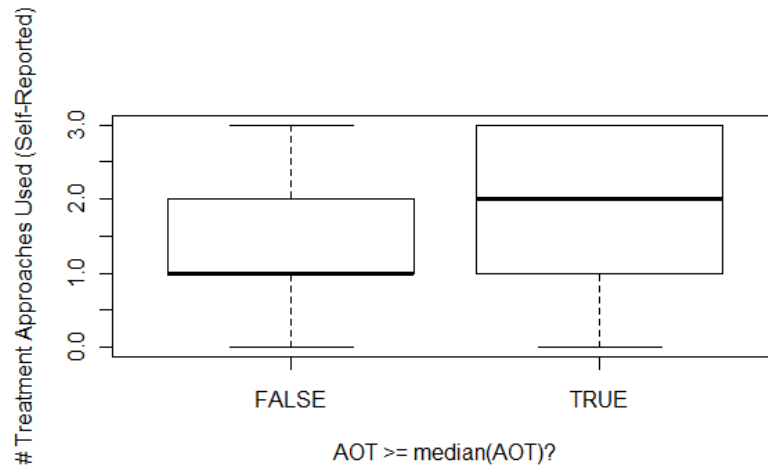 # Treatment Approaches Used (Self-Reported)
3.0
2.0
1.0
0.0
FALSE
TRUE
AOT >= median(AOT)?